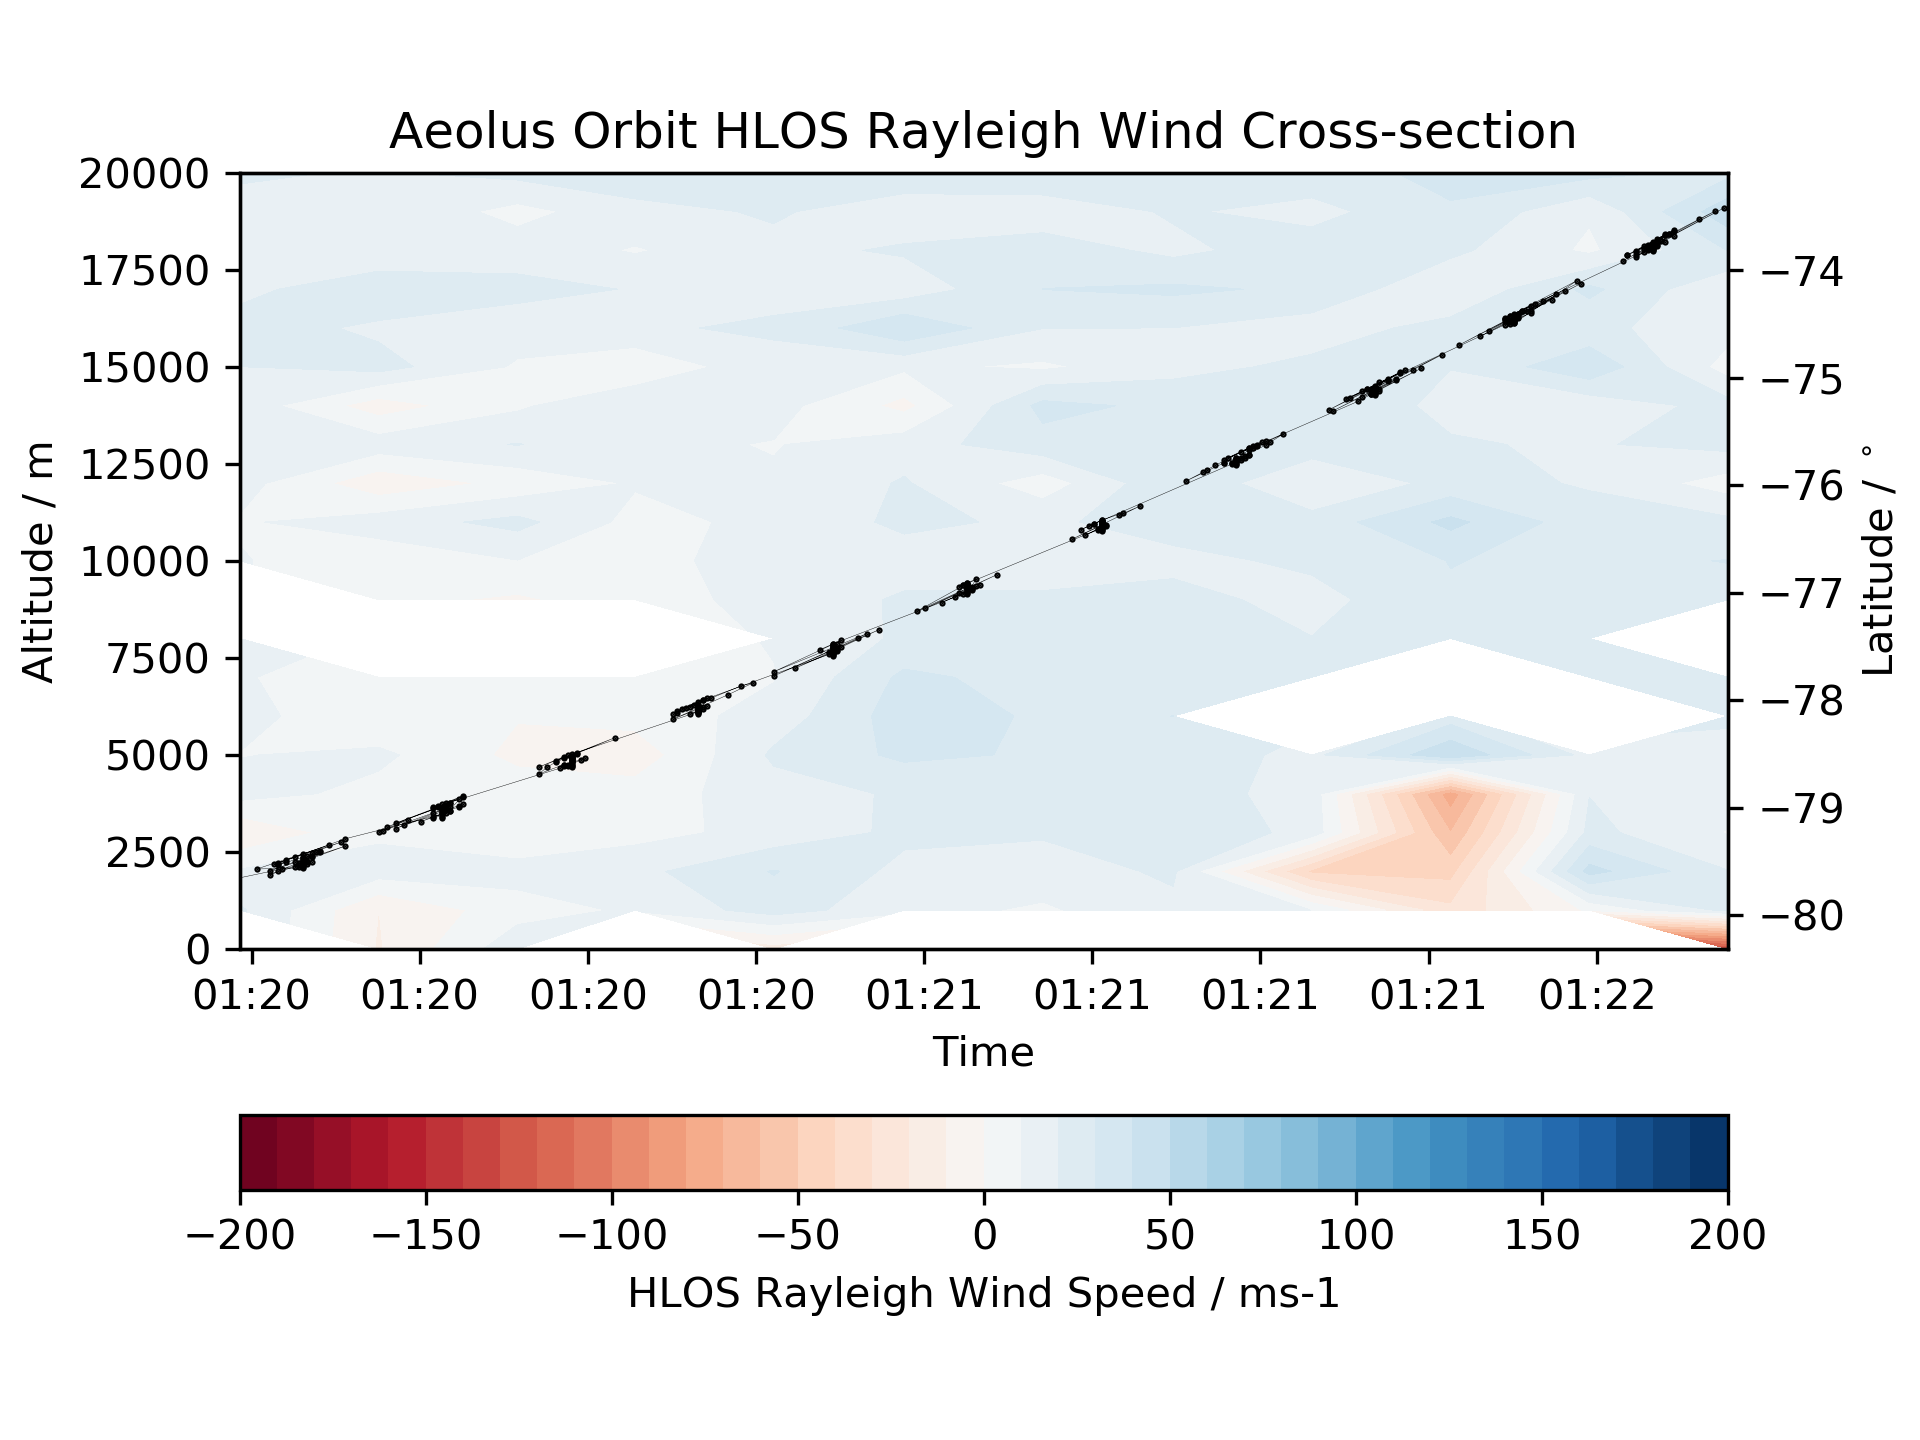 Aeolus Orbit HLOS Rayleigh Wind Cross-section
20000
17500
15000
12500
10000
7500
5000
2500
0
Altitude / m
−74
−75
−76
−77
−78
−79
−80
Latitude / °
01:20 01:20 01:20 01:20 01:21 01:21 01:21 01:21 01:22
Time
−200 −150 −100 −50 0 50 100 150 200
HLOS Rayleigh Wind Speed / ms-1